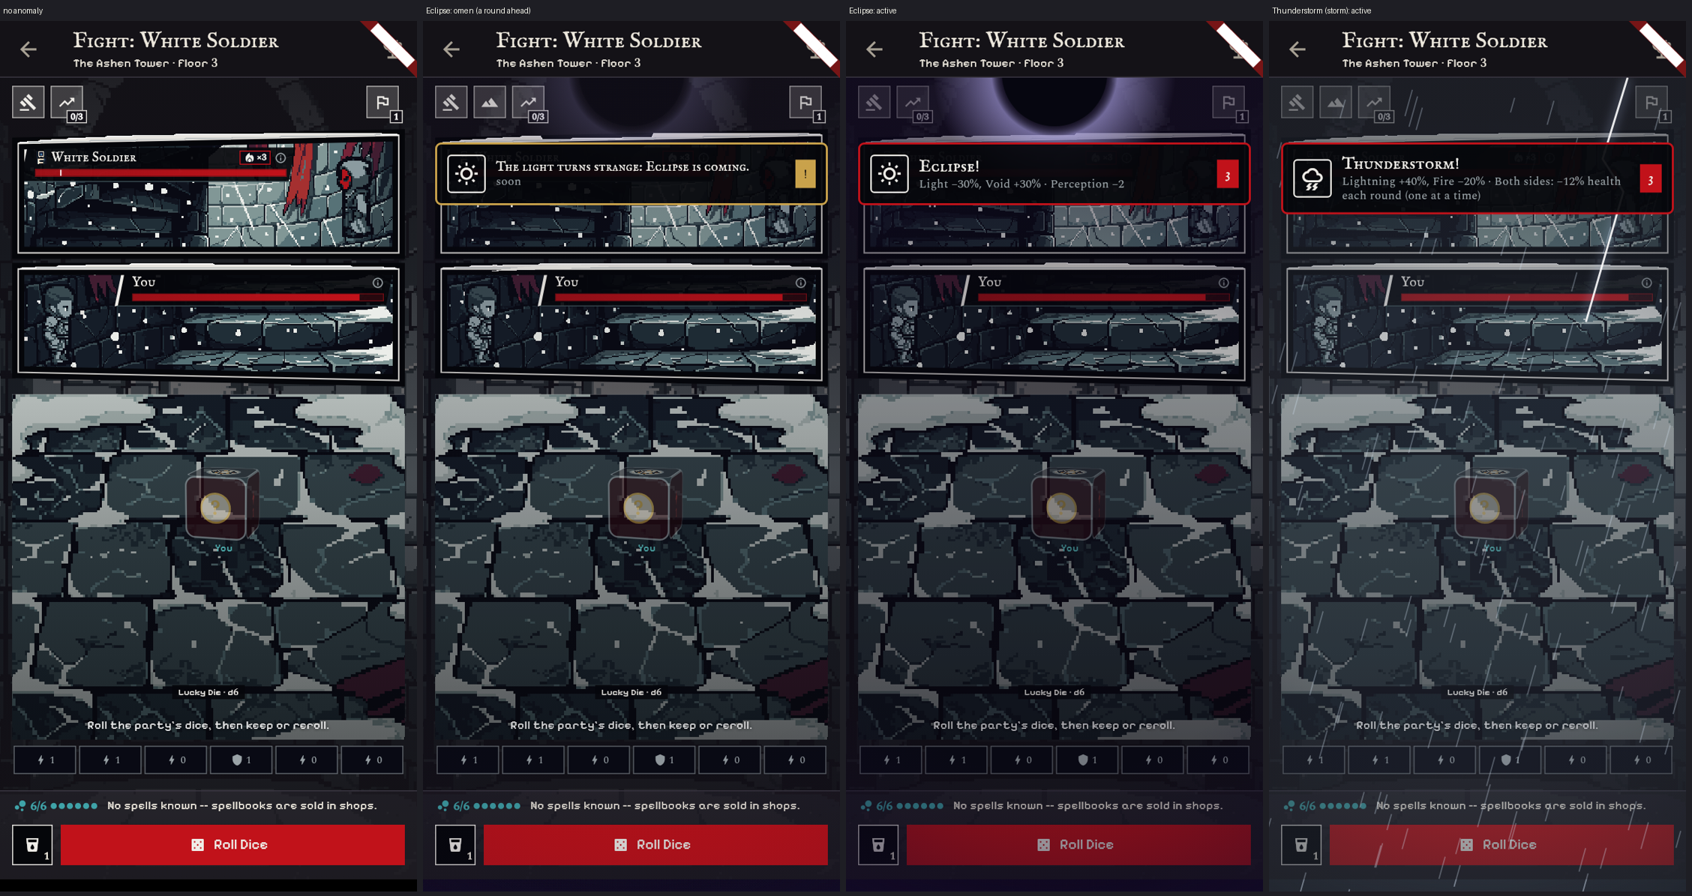 no anomaly
Fight: White Soldier
The Ashen Tower · Floor 3
0/3
1
White Soldier
×3
You
You
Lucky Die · d6
Roll the party's dice, then keep or reroll.
1
1
0
1
0
0
6/6
No spells known -- spellbooks are sold in shops.
1
Roll Dice
Eclipse: omen (a round ahead)
Fight: White Soldier
The Ashen Tower · Floor 3
0/3
1
The light turns strange: Eclipse is coming.
soon
!
You
You
Lucky Die · d6
Roll the party's dice, then keep or reroll.
1
1
0
1
0
0
6/6
No spells known -- spellbooks are sold in shops.
1
Roll Dice
Eclipse: active
Fight: White Soldier
The Ashen Tower · Floor 3
0/3
1
Eclipse!
Light −30%, Void +30% · Perception −2
3
You
You
Lucky Die · d6
Roll the party's dice, then keep or reroll.
1
1
0
1
0
0
6/6
No spells known -- spellbooks are sold in shops.
1
Roll Dice
Thunderstorm (storm): active
Fight: White Soldier
The Ashen Tower · Floor 3
0/3
1
Thunderstorm!
Lightning +40%, Fire −20% · Both sides: −12% health
each round (one at a time)
3
You
You
Lucky Die · d6
Roll the party's dice, then keep or reroll.
1
1
0
1
0
0
6/6
No spells known -- spellbooks are sold in shops.
1
Roll Dice